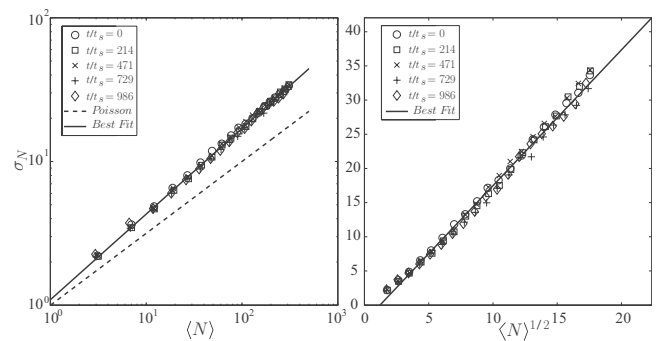 10^2
10^1
10^0
σ_N
10^0 10^1 10^2 10^3
⟨N⟩
t/t_s = 0
t/t_s = 214
t/t_s = 471
t/t_s = 729
t/t_s = 986
Poisson
Best Fit
40
35
30
25
20
15
10
5
0
0 5 10 15 20
⟨N⟩^{1/2}
t/t_s = 0
t/t_s = 214
t/t_s = 471
t/t_s = 729
t/t_s = 986
Best Fit